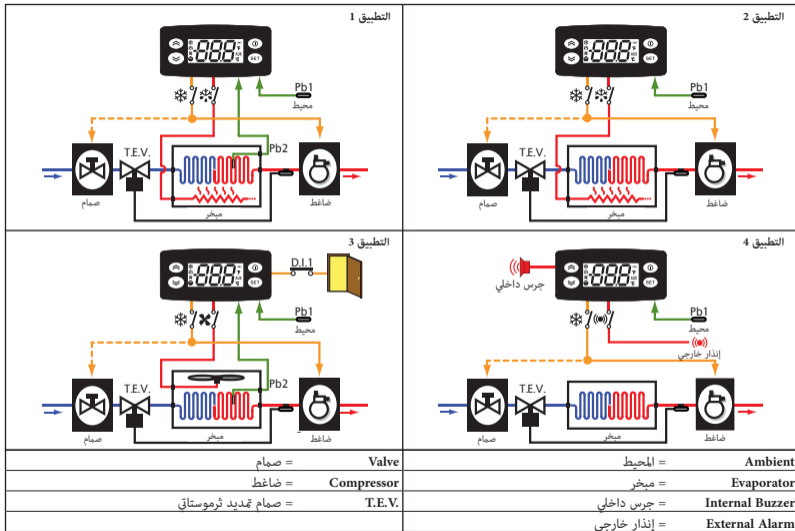 التطبيق 1
Pb1
محيط
Pb2
T.E.V.
صمام
مبخر
ضاغط
التطبيق 2
Pb1
محيط
T.E.V.
صمام
مبخر
ضاغط
التطبيق 3
D.I.1
SET
Pb1
محيط
Pb2
T.E.V.
صمام
مبخر
ضاغط
التطبيق 4
جرس داخلي
SET
Pb1
محيط
إنذار خارجي
T.E.V.
صمام
مبخر
ضاغط
Valve = صمام
Compressor = ضاغط
T.E.V. = صمام تمديد ثرموستاتي
Ambient = المحيط
Evaporator = مبخر
Internal Buzzer = جرس داخلي
External Alarm = إنذار خارجي